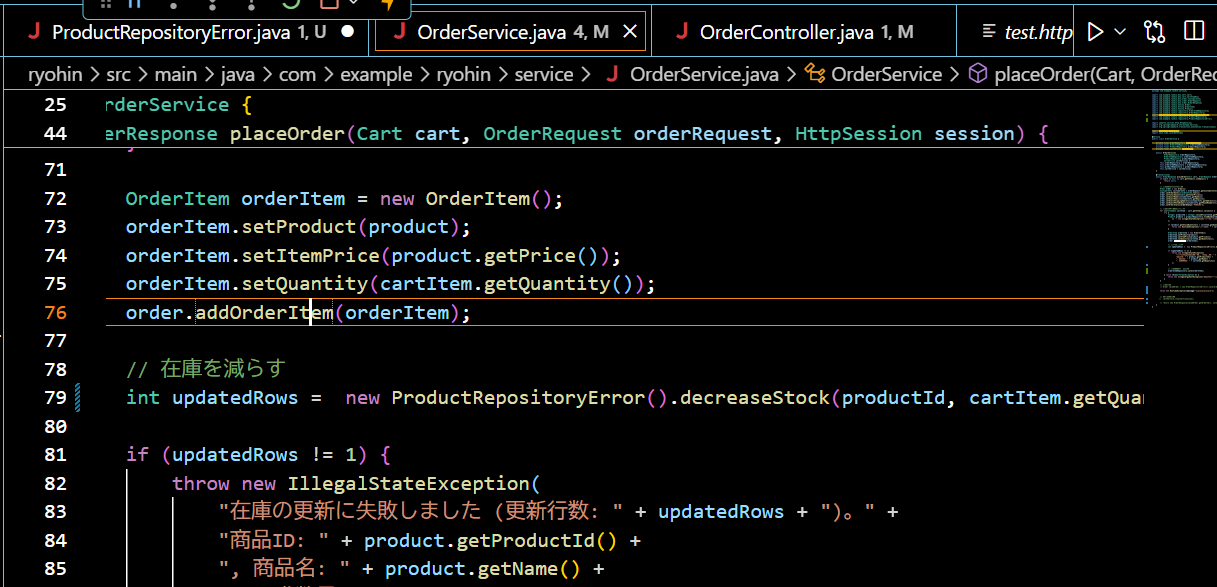 ProductRepositoryError.java 1, U
OrderService.java 4, M
OrderController.java 1, M
test.http
ryohin > src > main > java > com > example > ryohin > service > OrderService.java > OrderService > placeOrder(Cart, OrderRec
25 rderService {
44 erResponse placeOrder(Cart cart, OrderRequest orderRequest, HttpSession session) {
71
72 OrderItem orderItem = new OrderItem();
73 orderItem.setProduct(product);
74 orderItem.setItemPrice(product.getPrice());
75 orderItem.setQuantity(cartItem.getQuantity());
76 order.addOrderItem(orderItem);
77
78 // 在庫を減らす
79 int updatedRows = new ProductRepositoryError().decreaseStock(productId, cartItem.getQuan
80
81 if (updatedRows != 1) {
82 throw new IllegalStateException(
83 "在庫の更新に失敗しました (更新行数: " + updatedRows + ")。" +
84 "商品ID: " + product.getProductId() +
85 ", 商品名: " + product.getName() +